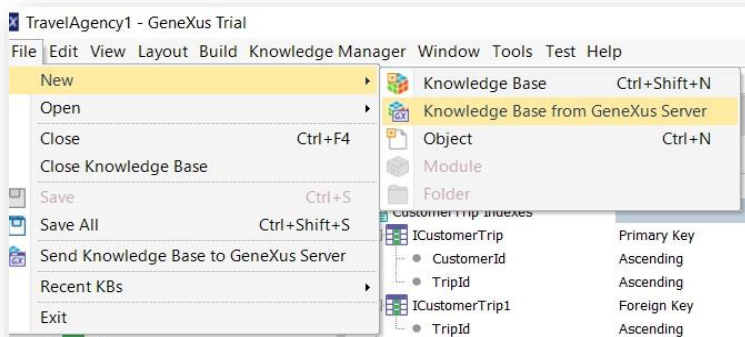 TravelAgency1 - GeneXus Trial
File Edit View Layout Build Knowledge Manager Window Tools Test Help
New
Open
Close Ctrl+F4
Close Knowledge Base
Save Ctrl+S
Save All Ctrl+Shift+S
Send Knowledge Base to GeneXus Server
Recent KBs
Exit
Knowledge Base Ctrl+Shift+N
Knowledge Base from GeneXus Server
Object Ctrl+N
Module
Folder
CustomerTrip Indexes
ICustomerTrip Primary Key
CustomerId Ascending
TripId Ascending
ICustomerTrip1 Foreign Key
TripId Ascending